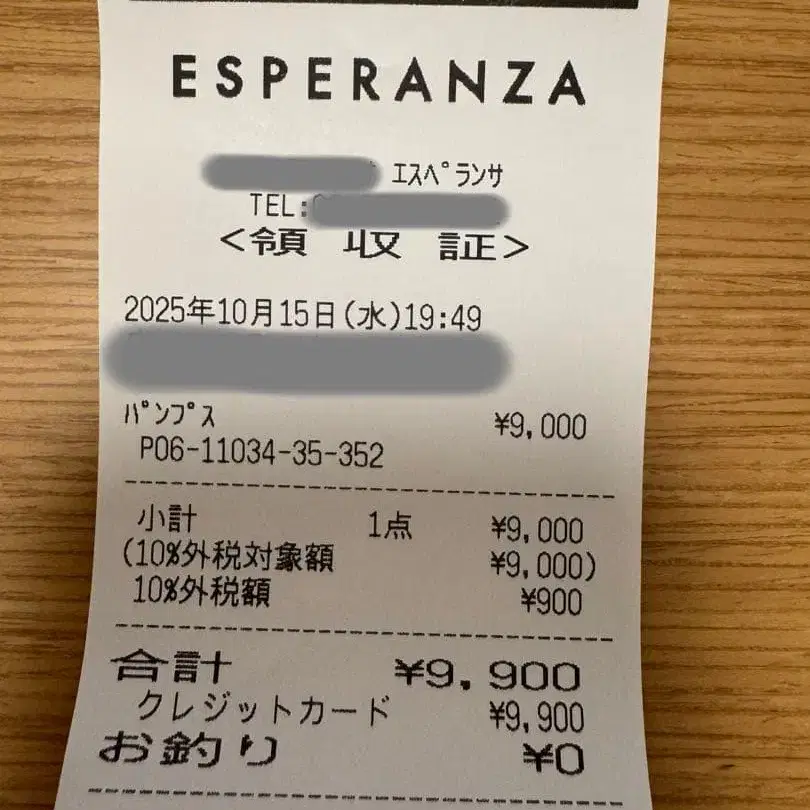 ESPERANZA
ｴｽﾍﾟﾗﾝｻ
TEL:
<領 収 証>
2025年10月15日(水)19:49
ﾊﾟﾝﾌﾟｽ ¥9,000
P06-11034-35-352
小計 1点 ¥9,000
(10%外税対象額 ¥9,000)
10%外税額 ¥900
合計 ¥9,900
クレジットカード ¥9,900
お釣り ¥0